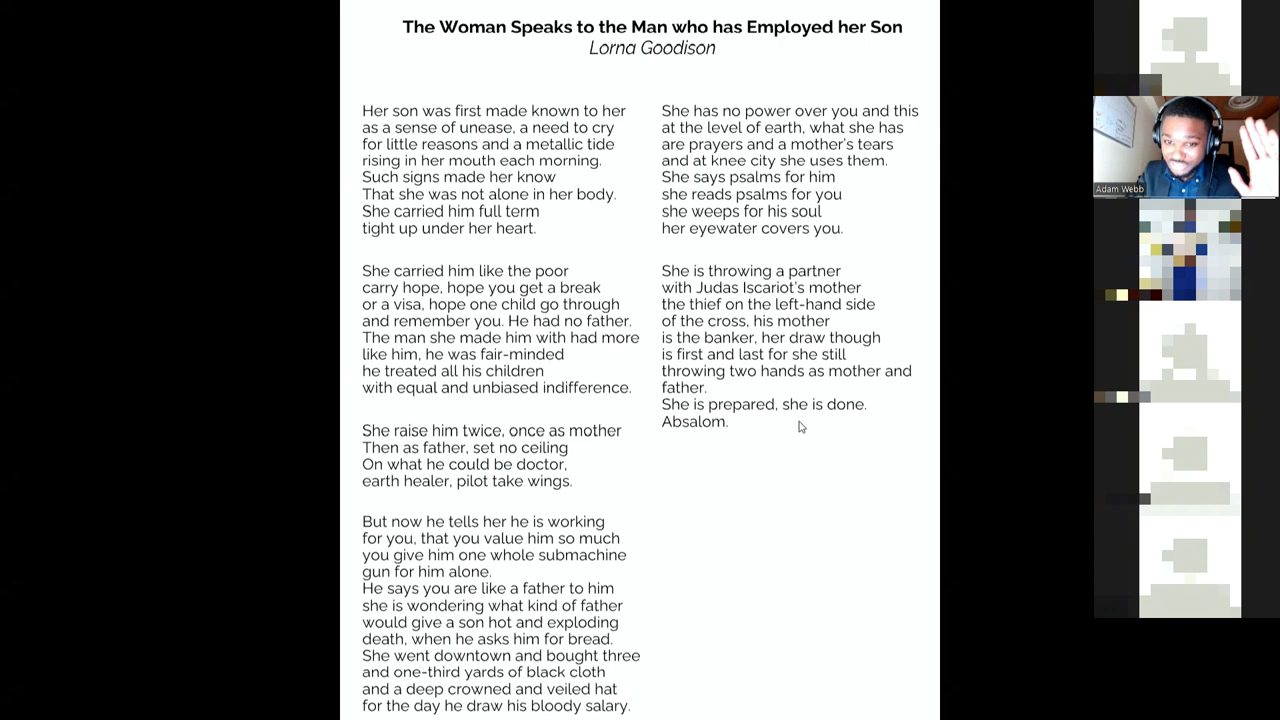 The Woman Speaks to the Man who has Employed her Son
Lorna Goodison
Her son was first made known to her
as a sense of unease, a need to cry
for little reasons and a metallic tide
rising in her mouth each morning.
Such signs made her know
That she was not alone in her body.
She carried him full term
tight up under her heart.
She carried him like the poor
carry hope, hope you get a break
or a visa, hope one child go through
and remember you. He had no father.
The man she made him with had more
like him, he was fair-minded
he treated all his children
with equal and unbiased indifference.
She raise him twice, once as mother
Then as father, set no ceiling
On what he could be doctor,
earth healer, pilot take wings.
But now he tells her he is working
for you, that you value him so much
you give him one whole submachine
gun for him alone.
He says you are like a father to him
she is wondering what kind of father
would give a son hot and exploding
death, when he asks him for bread.
She went downtown and bought three
and one-third yards of black cloth
and a deep crowned and veiled hat
for the day he draw his bloody salary.
She has no power over you and this
at the level of earth, what she has
are prayers and a mother's tears
and at knee city she uses them.
She says psalms for him
she reads psalms for you
she weeps for his soul
her eyewater covers you.
She is throwing a partner
with Judas Iscariot's mother
the thief on the left-hand side
of the cross, his mother
is the banker, her draw though
is first and last for she still
throwing two hands as mother and
father.
She is prepared, she is done.
Absalom.
Adam Webb